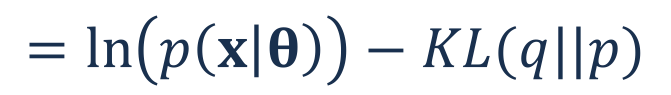 = ln(p(𝐱|𝛉)) − KL(q||p)